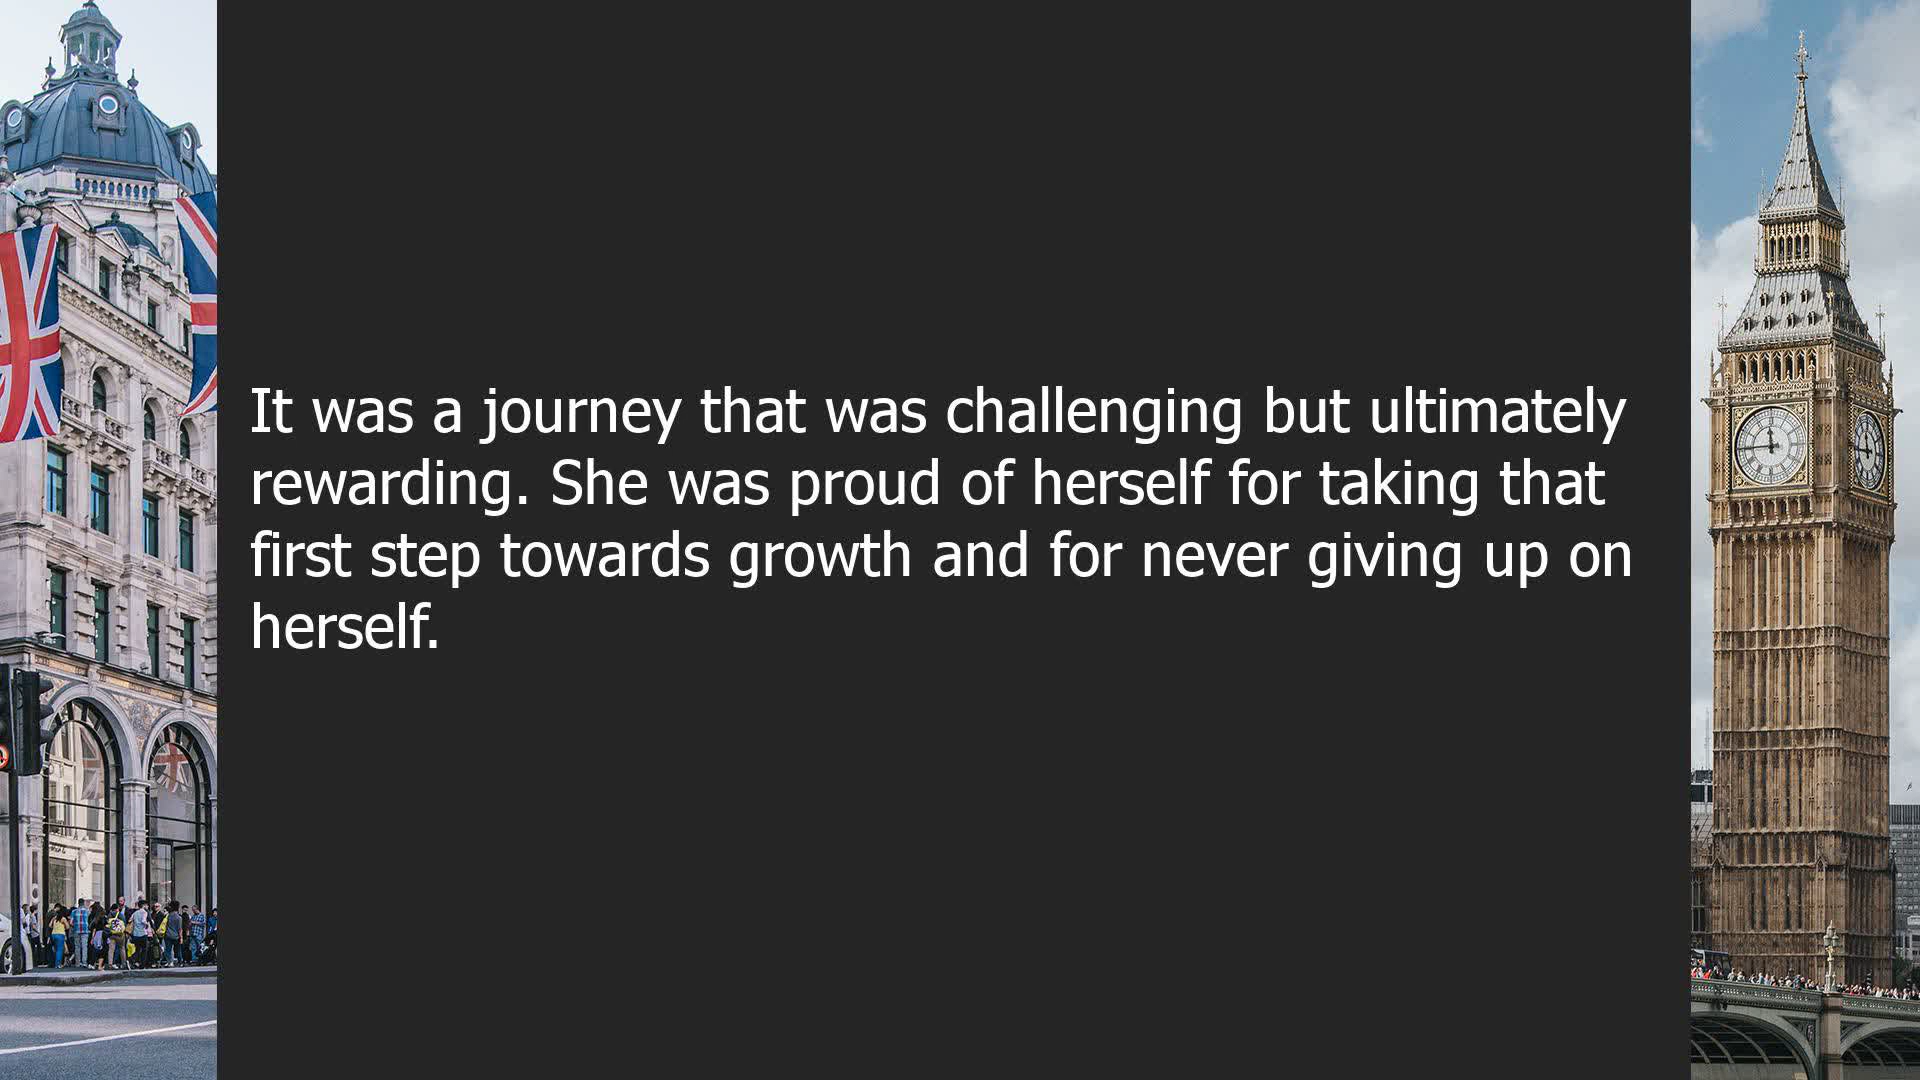 It was a journey that was challenging but ultimately
rewarding. She was proud of herself for taking that
first step towards growth and for never giving up on
herself.